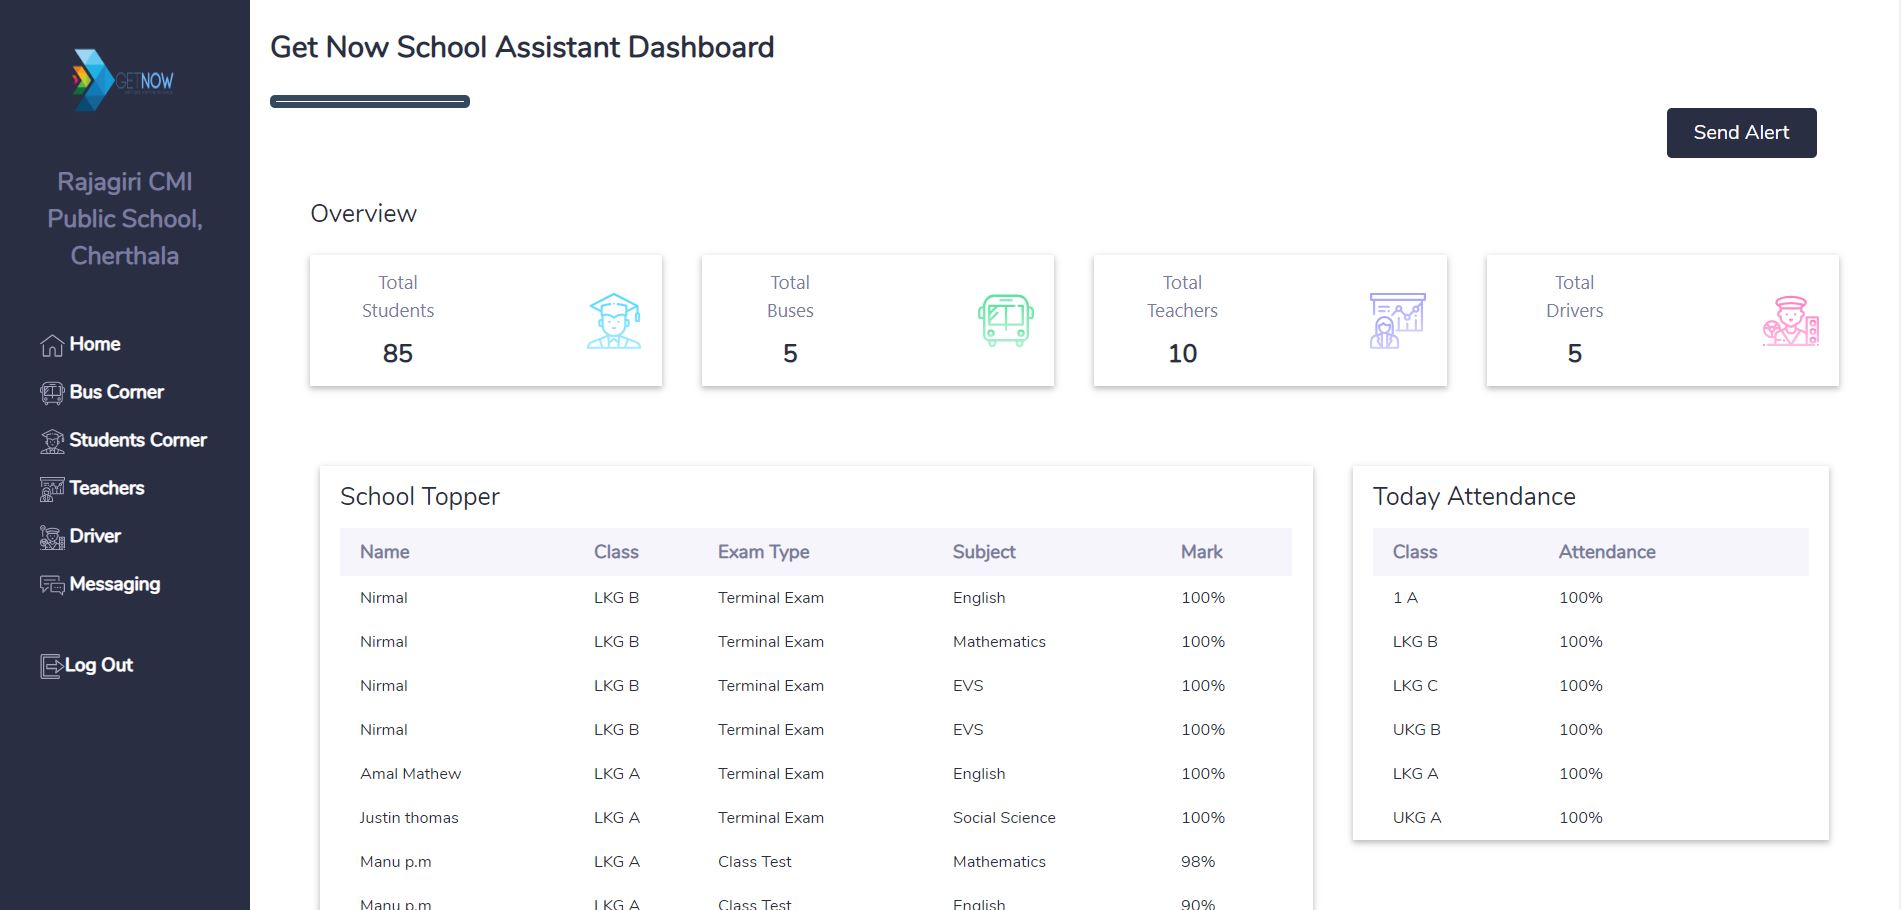 GETNOW
Rajagiri CMI
Public School,
Cherthala
Home
Bus Corner
Students Corner
Teachers
Driver
Messaging
Log Out
Get Now School Assistant Dashboard
Send Alert
Overview
Total
Students
85
Total
Buses
5
Total
Teachers
10
Total
Drivers
5
School Topper
Name Class Exam Type Subject Mark
Nirmal LKG B Terminal Exam English 100%
Nirmal LKG B Terminal Exam Mathematics 100%
Nirmal LKG B Terminal Exam EVS 100%
Nirmal LKG B Terminal Exam EVS 100%
Amal Mathew LKG A Terminal Exam English 100%
Justin thomas LKG A Terminal Exam Social Science 100%
Manu p.m LKG A Class Test Mathematics 98%
Manu p.m LKG A Class Test English 90%
Today Attendance
Class Attendance
1 A 100%
LKG B 100%
LKG C 100%
UKG B 100%
LKG A 100%
UKG A 100%